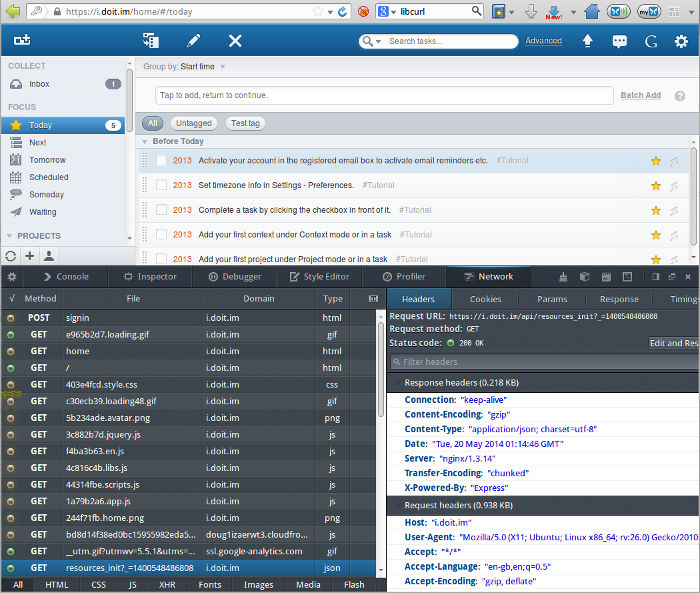 https://i.doit.im/home/#/today
libcurl
New!
Search tasks...
Advanced
G
COLLECT
Inbox
1
FOCUS
Today
5
Next
Tomorrow
Scheduled
Someday
Waiting
PROJECTS
Group by: Start time
Tap to add, return to continue.
Batch Add
All Untagged Test tag
Before Today
2013 Activate your account in the registered email box to activate email reminders etc. #Tutorial
2013 Set timezone info in Settings - Preferences. #Tutorial
2013 Complete a task by clicking the checkbox in front of it. #Tutorial
2013 Add your first context under Context mode or in a task #Tutorial
2013 Add your first project under Project mode or in a task #Tutorial
Console Inspector Debugger Style Editor Profiler Network
√ Method File Domain Type
POST signin i.doit.im html
GET e965b2d7.loading.gif i.doit.im gif
GET home i.doit.im html
GET / i.doit.im html
GET 403e4fcd.style.css i.doit.im css
GET c30ecb39.loading48.gif i.doit.im gif
GET 5b234ade.avatar.png i.doit.im png
GET 3c882b7d.jquery.js i.doit.im js
GET f4ba3b63.en.js i.doit.im js
GET 4c816c4b.libs.js i.doit.im js
GET 44314fbe.scripts.js i.doit.im js
GET 1a79b2a6.app.js i.doit.im js
GET 244f71fb.home.png i.doit.im png
GET bd8d14f38ed0bc15955982eda5... doug1izaerwt3.cloudfro... js
GET __utm.gif?utmwv=5.5.1&utms=... ssl.google-analytics.com gif
GET resources_init?_=1400548486808 i.doit.im json
All HTML CSS JS XHR Fonts Images Media Flash
Headers Cookies Params Response Timings
Request URL: https://i.doit.im/api/resources_init?_=1400548486808
Request method: GET
Status code: 200 OK
Edit and Res
Filter headers
Response headers (0.218 KB)
Connection: "keep-alive"
Content-Encoding: "gzip"
Content-Type: "application/json; charset=utf-8"
Date: "Tue, 20 May 2014 01:14:46 GMT"
Server: "nginx/1.3.14"
Transfer-Encoding: "chunked"
X-Powered-By: "Express"
Request headers (0.938 KB)
Host: "i.doit.im"
User-Agent: "Mozilla/5.0 (X11; Ubuntu; Linux x86_64; rv:26.0) Gecko/2010
Accept: "*/*"
Accept-Language: "en-gb,en;q=0.5"
Accept-Encoding: "gzip, deflate"